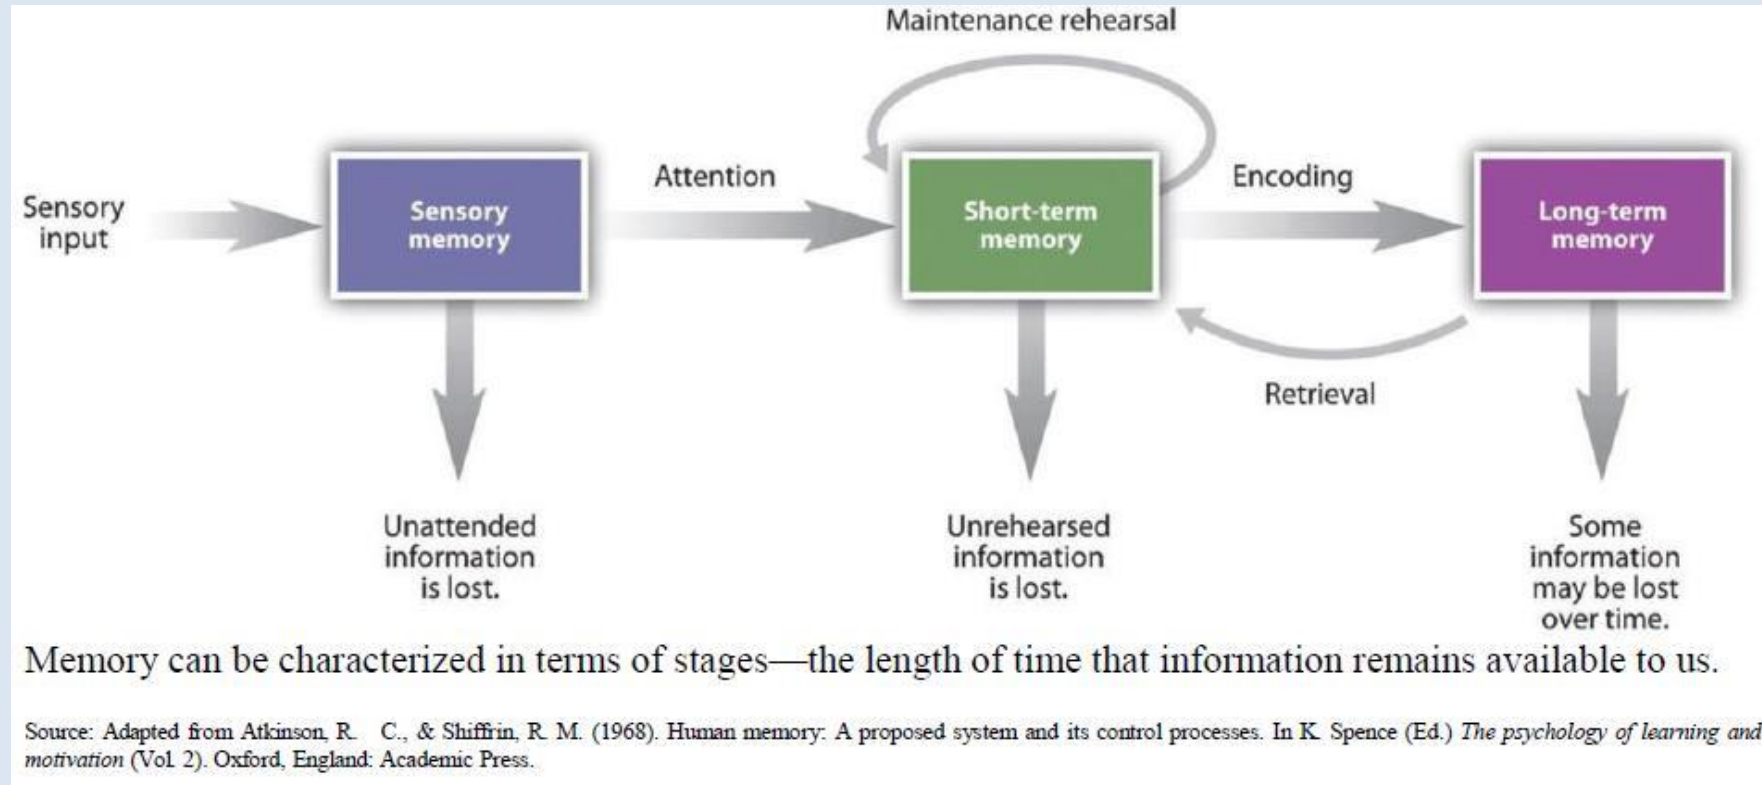 Maintenance rehearsal
Sensory
input
Sensory
memory
Attention
Short-term
memory
Encoding
Long-term
memory
Retrieval
Unattended
information
is lost.
Unrehearsed
information
is lost.
Some
information
may be lost
over time.
Memory can be characterized in terms of stages—the length of time that information remains available to us.
Source: Adapted from Atkinson, R. C., & Shiffrin, R. M. (1968). Human memory: A proposed system and its control processes. In K. Spence (Ed.) The psychology of learning and
motivation (Vol. 2). Oxford, England: Academic Press.